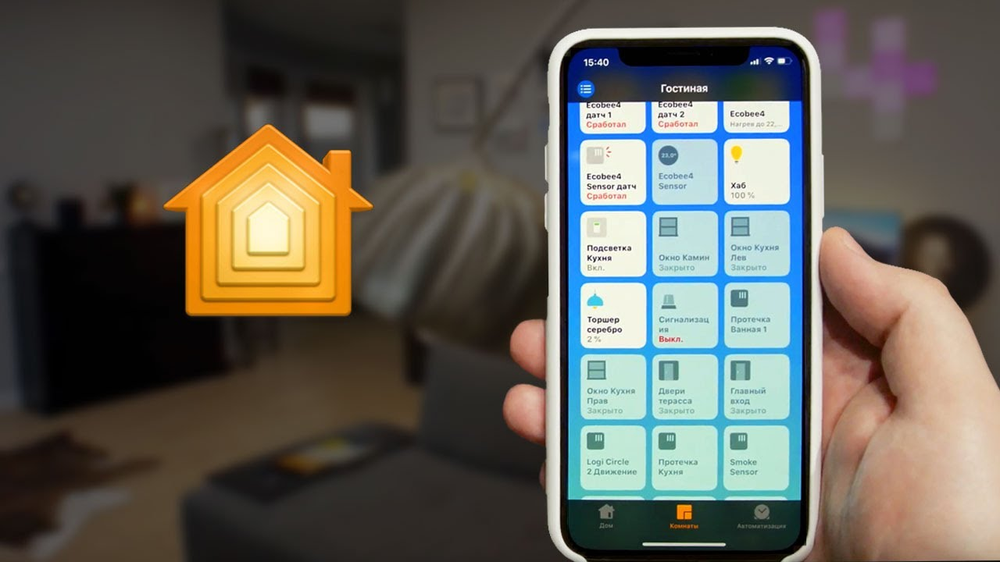 15:40
Гостиная
Ecobee4
датч 1
Сработал
Ecobee4
датч 2
Сработал
Ecobee4
Нагрев до 22,...
Ecobee4
Sensor датч
Сработал
23,0°
Ecobee4
Sensor
Хаб
100 %
Подсветка
Кухня
Вкл.
Окно Камин
Закрыто
Окно Кухня
Лев
Закрыто
Торшер
серебро
2 %
Сигнализац
ия
Выкл.
Протечка
Ванная 1
Окно Кухня
Прав
Закрыто
Двери
терасса
Закрыто
Главный
вход
Закрыто
Logi Circle
2 Движение
Протечка
Кухня
Smoke
Sensor
Дом
Комнаты
Автоматизация